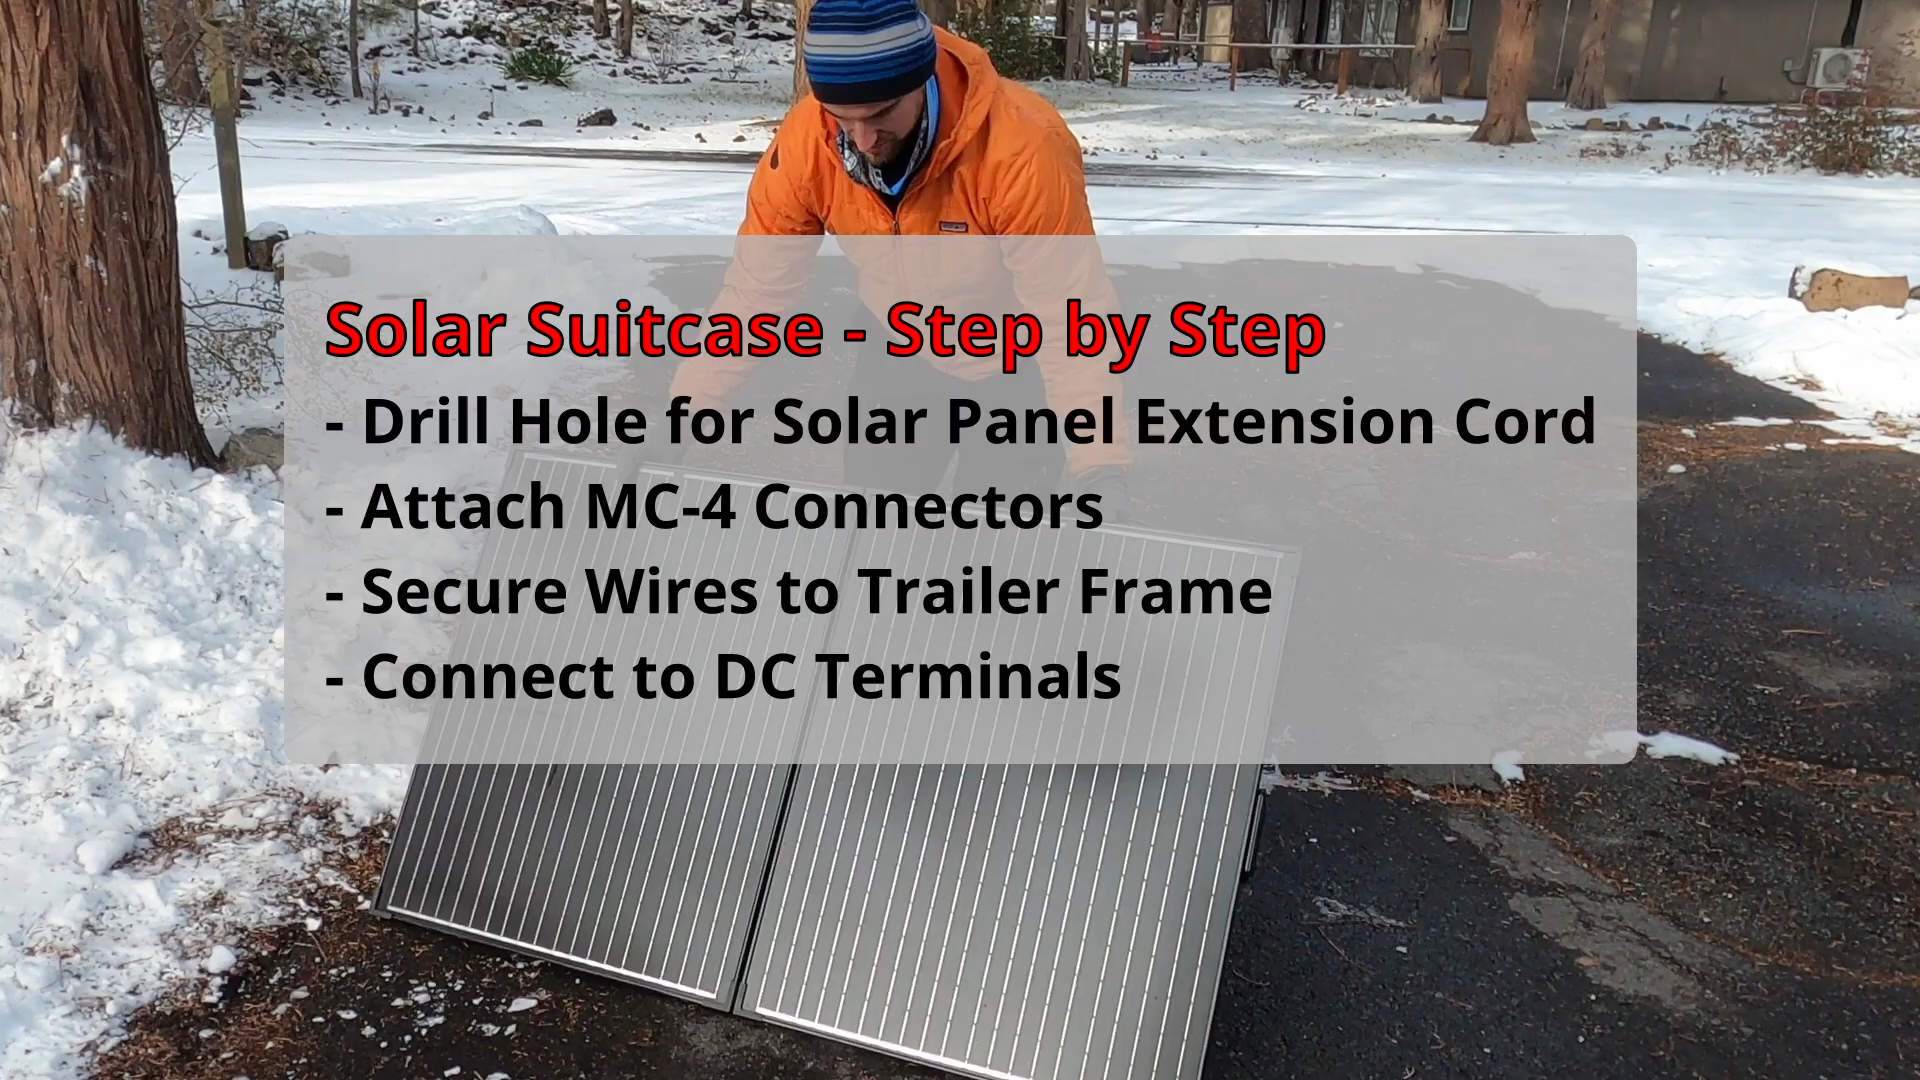 Solar Suitcase - Step by Step
- Drill Hole for Solar Panel Extension Cord
- Attach MC-4 Connectors
- Secure Wires to Trailer Frame
- Connect to DC Terminals